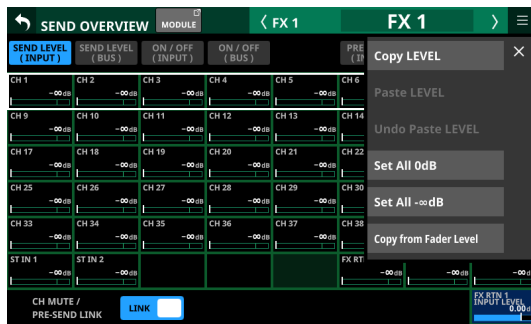 SEND OVERVIEW MODULE FX 1 FX 1
SEND LEVEL (INPUT) SEND LEVEL (BUS) ON / OFF (INPUT) ON / OFF (BUS) PRE
Copy LEVEL
Paste LEVEL
Undo Paste LEVEL
Set All 0dB
Set All -∞dB
Copy from Fader Level
CH 1 CH 2 CH 3 CH 4 CH 5 CH 6
-∞dB -∞dB -∞dB -∞dB -∞dB
CH 9 CH 10 CH 11 CH 12 CH 13 CH 14
-∞dB -∞dB -∞dB -∞dB -∞dB
CH 17 CH 18 CH 19 CH 20 CH 21 CH 22
-∞dB -∞dB -∞dB -∞dB -∞dB
CH 25 CH 26 CH 27 CH 28 CH 29 CH 30
-∞dB -∞dB -∞dB -∞dB -∞dB
CH 33 CH 34 CH 35 CH 36 CH 37 CH 38
-∞dB -∞dB -∞dB -∞dB -∞dB
ST IN 1 ST IN 2 FX RT
-∞dB -∞dB -∞dB -∞dB -∞d
CH MUTE /
PRE-SEND LINK
LINK
FX RTN 1
INPUT LEVEL
0.00